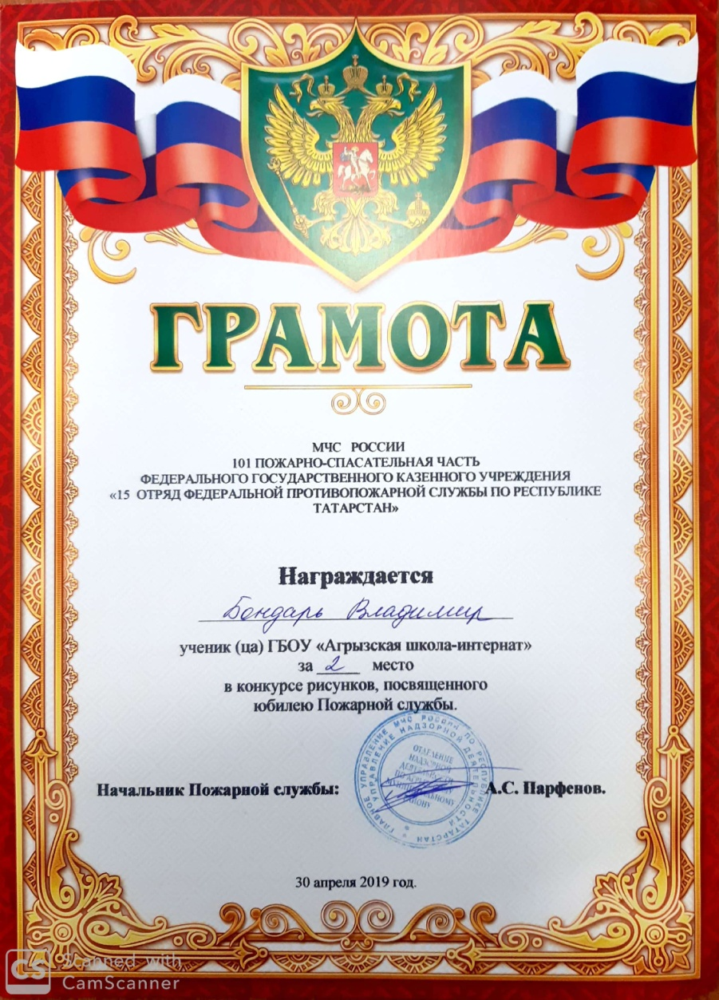 ГРАМОТА
МЧС РОССИИ
101 ПОЖАРНО-СПАСАТЕЛЬНАЯ ЧАСТЬ
ФЕДЕРАЛЬНОГО ГОСУДАРСТВЕННОГО КАЗЕННОГО УЧРЕЖДЕНИЯ
«15 ОТРЯД ФЕДЕРАЛЬНОЙ ПРОТИВОПОЖАРНОЙ СЛУЖБЫ ПО РЕСПУБЛИКЕ
ТАТАРСТАН»
Награждается
Бондарь Владимир
ученик (ца) ГБОУ «Агрызская школа-интернат»
за 2 место
в конкурсе рисунков, посвященного
юбилею Пожарной службы.
ГЛАВНОЕ УПРАВЛЕНИЕ МЧС РОССИИ ПО РЕСПУБЛИКЕ ТАТАРСТАН
УПРАВЛЕНИЕ НАДЗОРНОЙ ДЕЯТЕЛЬНОСТИ
ОТДЕЛЕНИЕ
НАДЗОРНОЙ
ДЕЯТЕЛЬНОСТИ
МУНИЦИПАЛЬНОМУ
РАЙОНУ
Начальник Пожарной службы: А.С. Парфенов.
30 апреля 2019 год.
CS Scanned with
CamScanner